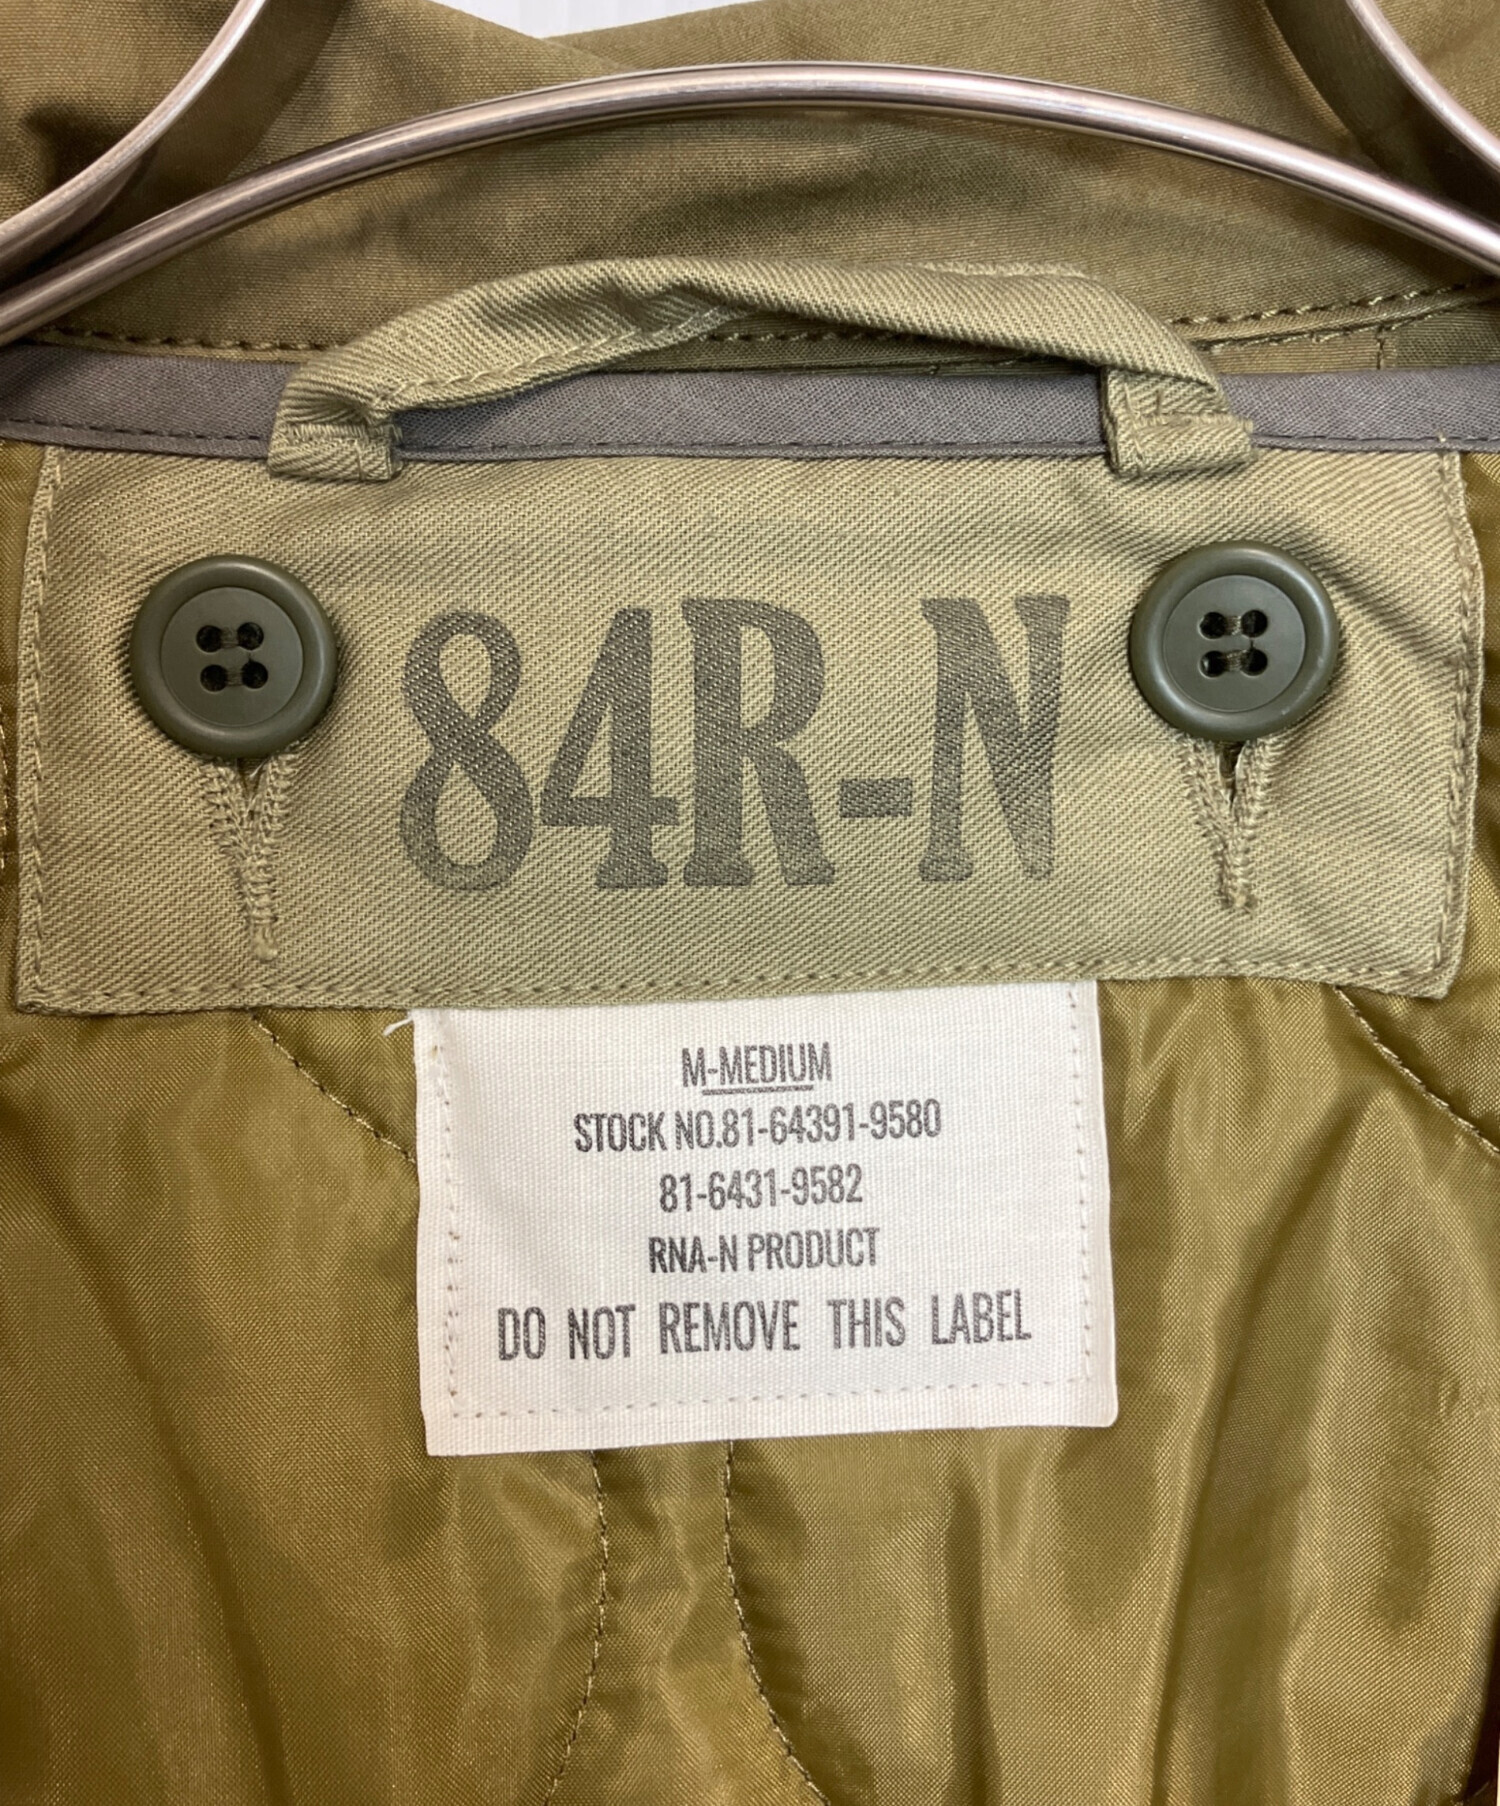 84R-N
M-MEDIUM
STOCK NO.81-64391-9580
81-6431-9582
RNA-N PRODUCT
DO NOT REMOVE THIS LABEL